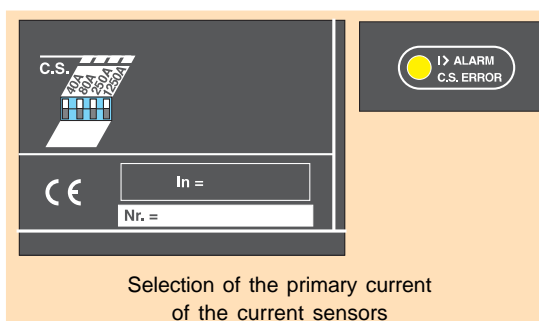 C.S.
40A
80A
250A
1250A
I> ALARM
C.S. ERROR
CE
In =
Nr. =
Selection of the primary current
of the current sensors